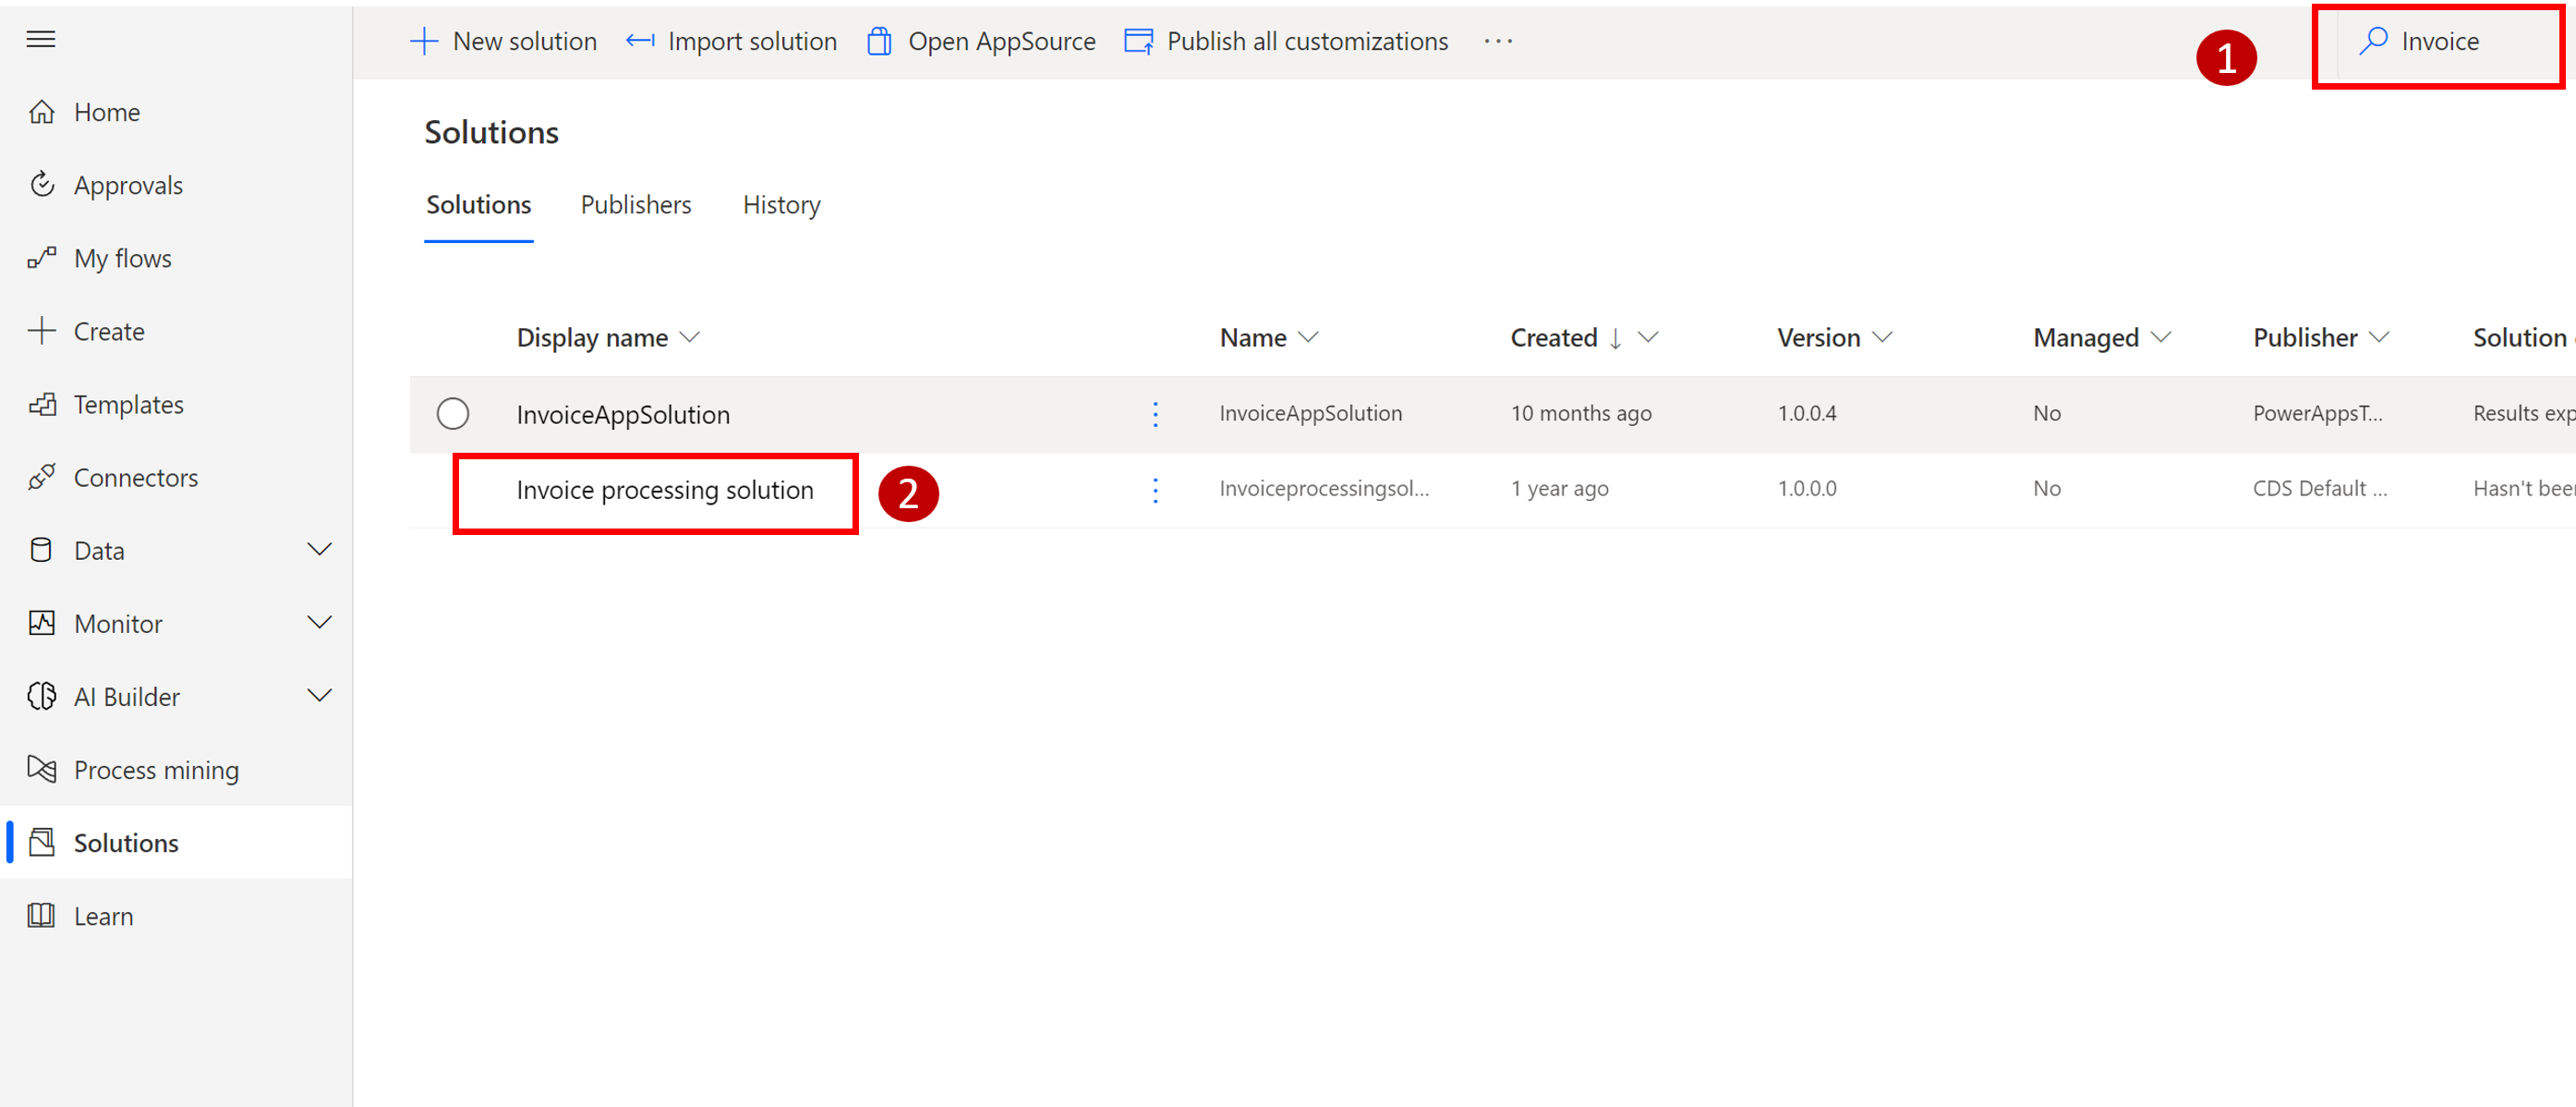 New solution Import solution Open AppSource Publish all customizations ... 1 Invoice
Home
Approvals
My flows
Create
Templates
Connectors
Data
Monitor
AI Builder
Process mining
Solutions
Learn
Solutions
Solutions Publishers History
Display name Name Created Version Managed Publisher Solution
InvoiceAppSolution InvoiceAppSolution 10 months ago 1.0.0.4 No PowerAppsT... Results exp
Invoice processing solution 2 Invoiceprocessingsol... 1 year ago 1.0.0.0 No CDS Default ... Hasn't bee